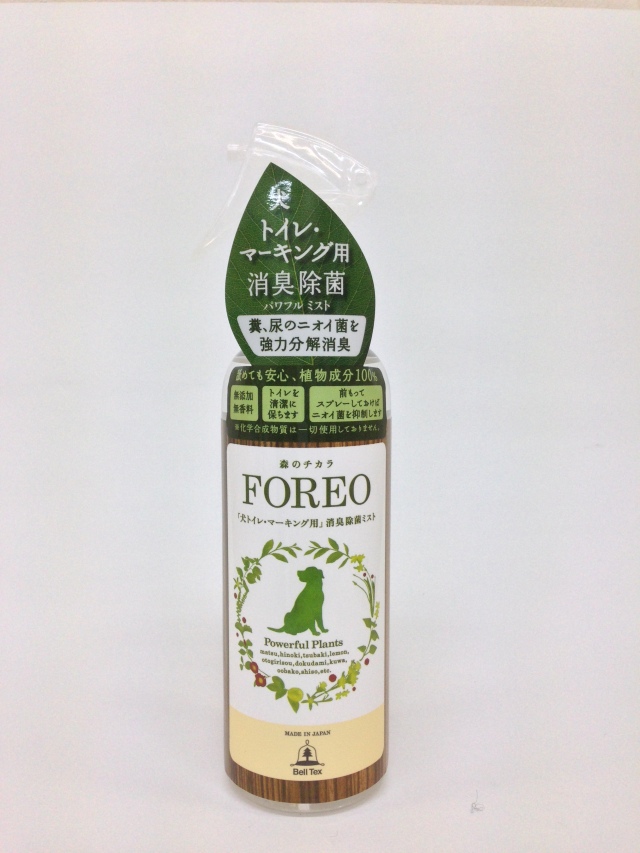 犬
トイレ・
マーキング用
消臭除菌
パワフル ミスト
糞、尿のニオイ菌を
強力分解消臭
舐めても安心、植物成分100%
無添加
無香料
トイレを
清潔に
保ちます
前もって
スプレーしておけば
ニオイ菌を抑制します
※化学合成物質は一切使用しておりません。
森のチカラ
FOREO
「犬トイレ・マーキング用」消臭除菌ミスト
Powerful Plants
matsu,hinoki,tsubaki,lemon,
otogirisou,dokudami,kuwa,
oobako,shiso,etc.
MADE IN JAPAN
Bell Tex